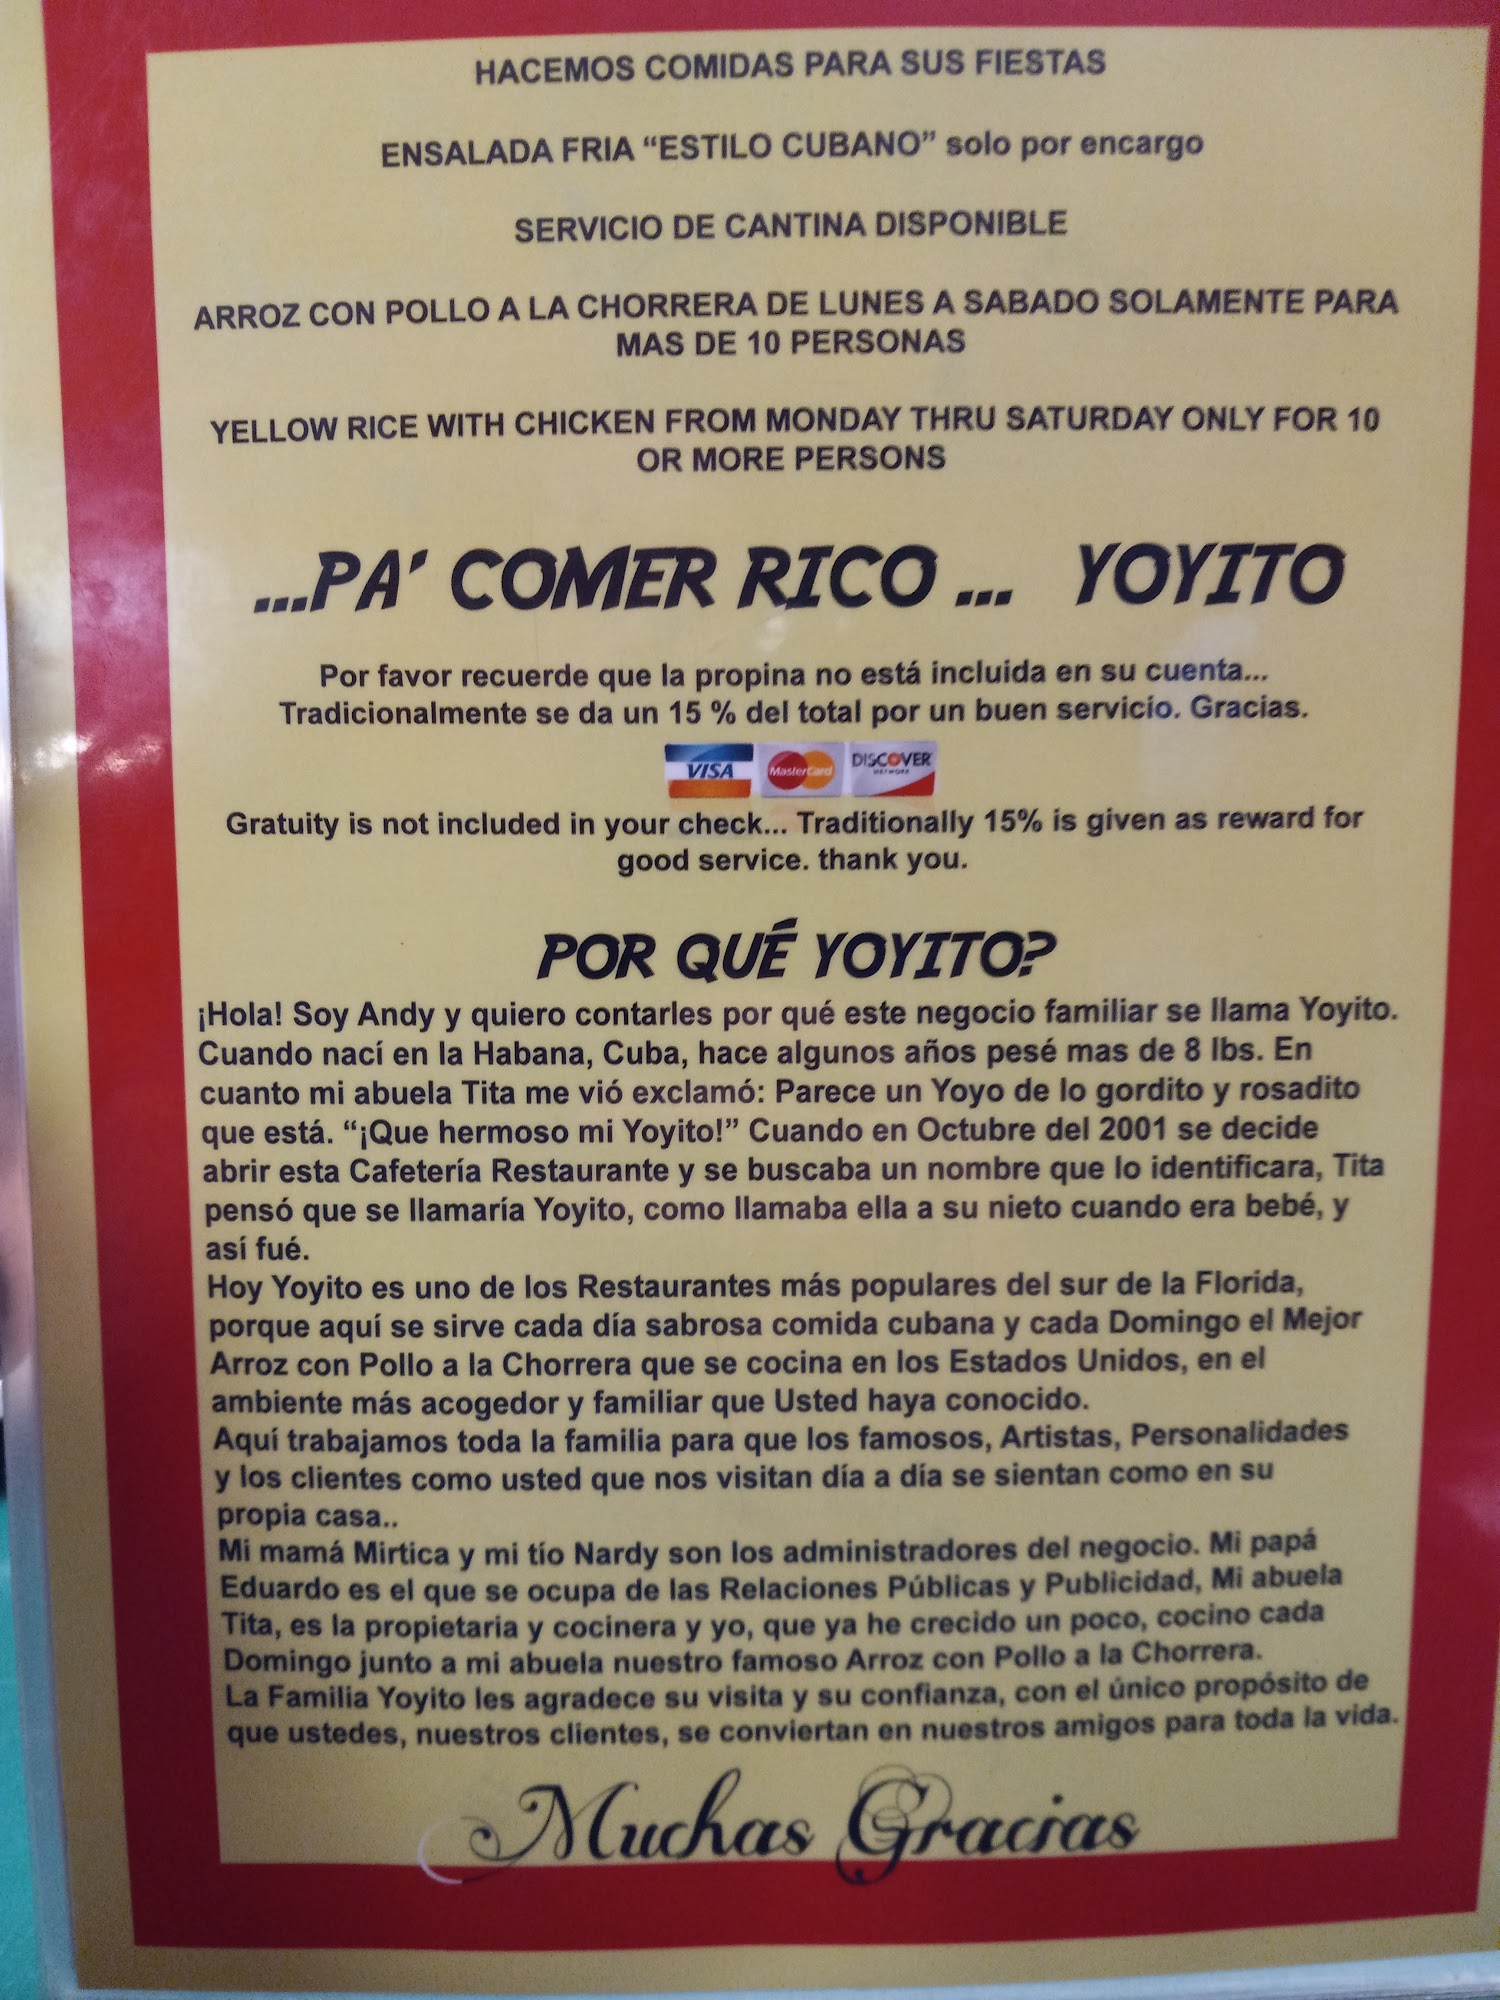 HACEMOS COMIDAS PARA SUS FIESTAS
ENSALADA FRIA “ESTILO CUBANO” solo por encargo
SERVICIO DE CANTINA DISPONIBLE
ARROZ CON POLLO A LA CHORRERA DE LUNES A SABADO SOLAMENTE PARA
MAS DE 10 PERSONAS
YELLOW RICE WITH CHICKEN FROM MONDAY THRU SATURDAY ONLY FOR 10
OR MORE PERSONS
...PA’ COMER RICO ... YOYITO
Por favor recuerde que la propina no está incluida en su cuenta...
Tradicionalmente se da un 15 % del total por un buen servicio. Gracias.
VISA MasterCard DISCOVER
NETWORK
Gratuity is not included in your check... Traditionally 15% is given as reward for
good service. thank you.
POR QUÉ YOYITO?
¡Hola! Soy Andy y quiero contarles por qué este negocio familiar se llama Yoyito.
Cuando nací en la Habana, Cuba, hace algunos años pesé mas de 8 lbs. En
cuanto mi abuela Tita me vió exclamó: Parece un Yoyo de lo gordito y rosadito
que está. “¡Que hermoso mi Yoyito!” Cuando en Octubre del 2001 se decide
abrir esta Cafetería Restaurante y se buscaba un nombre que lo identificara, Tita
pensó que se llamaría Yoyito, como llamaba ella a su nieto cuando era bebé, y
así fué.
Hoy Yoyito es uno de los Restaurantes más populares del sur de la Florida,
porque aquí se sirve cada día sabrosa comida cubana y cada Domingo el Mejor
Arroz con Pollo a la Chorrera que se cocina en los Estados Unidos, en el
ambiente más acogedor y familiar que Usted haya conocido.
Aquí trabajamos toda la familia para que los famosos, Artistas, Personalidades
y los clientes como usted que nos visitan día a día se sientan como en su
propia casa..
Mi mamá Mirtica y mi tío Nardy son los administradores del negocio. Mi papá
Eduardo es el que se ocupa de las Relaciones Públicas y Publicidad, Mi abuela
Tita, es la propietaria y cocinera y yo, que ya he crecido un poco, cocino cada
Domingo junto a mi abuela nuestro famoso Arroz con Pollo a la Chorrera.
La Familia Yoyito les agradece su visita y su confianza, con el único propósito de
que ustedes, nuestros clientes, se conviertan en nuestros amigos para toda la vida.
Muchas Gracias